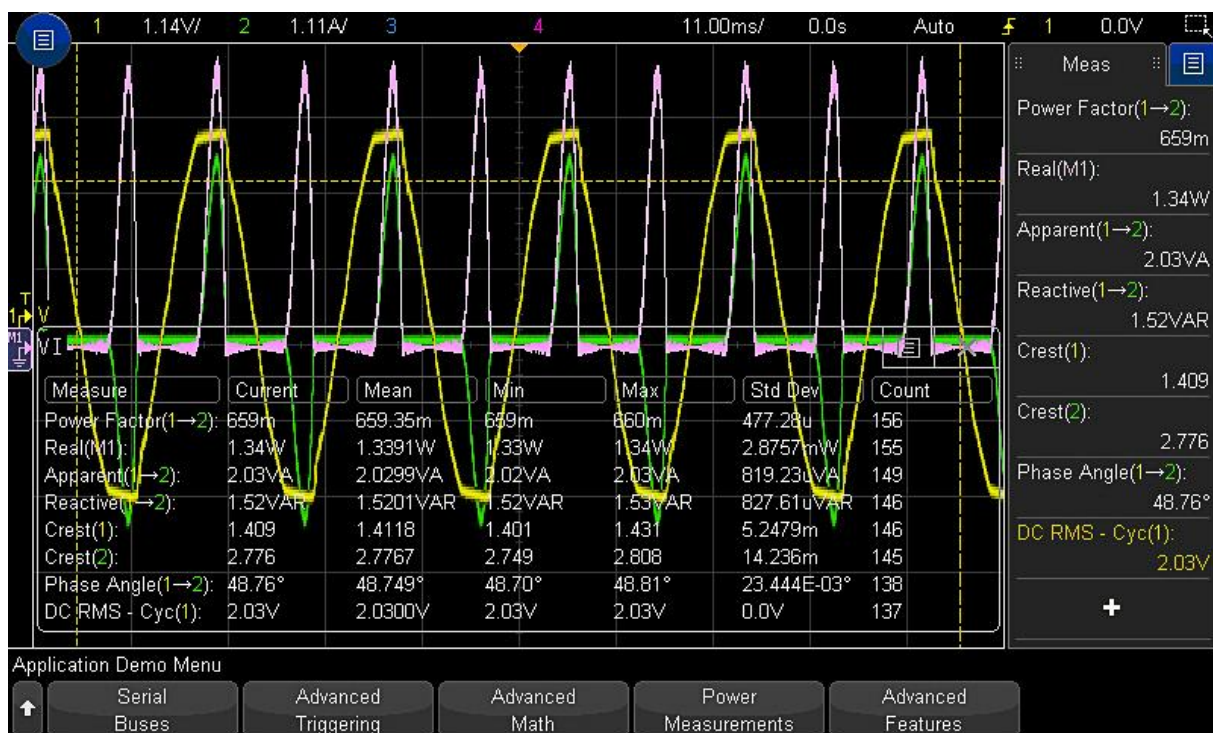 1 1.14V/ 2 1.11A/ 3 4 11.00ms/ 0.0s Auto 1 0.0V
Meas
Power Factor(1→2):
659m
Real(M1):
1.34W
Apparent(1→2):
2.03VA
Reactive(1→2):
1.52VAR
Crest(1):
1.409
Crest(2):
2.776
Phase Angle(1→2):
48.76°
DC RMS - Cyc(1):
2.03V
+
T
1 V
M1 VI
Measure Current Mean Min Max Std Dev Count
Power Factor(1→2): 659m 659.35m 659m 660m 477.28u 156
Real(M1): 1.34W 1.3391W 1.33W 1.34W 2.8757mW 155
Apparent(1→2): 2.03VA 2.0299VA 2.02VA 2.03VA 819.23uVA 149
Reactive(1→2): 1.52VAR 1.5201VAR 1.52VAR 1.53VAR 827.61uVAR 146
Crest(1): 1.409 1.4118 1.401 1.431 5.2479m 146
Crest(2): 2.776 2.7767 2.749 2.808 14.236m 145
Phase Angle(1→2): 48.76° 48.749° 48.70° 48.81° 23.444E-03° 138
DC RMS - Cyc(1): 2.03V 2.0300V 2.03V 2.03V 0.0V 137
Application Demo Menu
Serial Buses
Advanced Triggering
Advanced Math
Power Measurements
Advanced Features